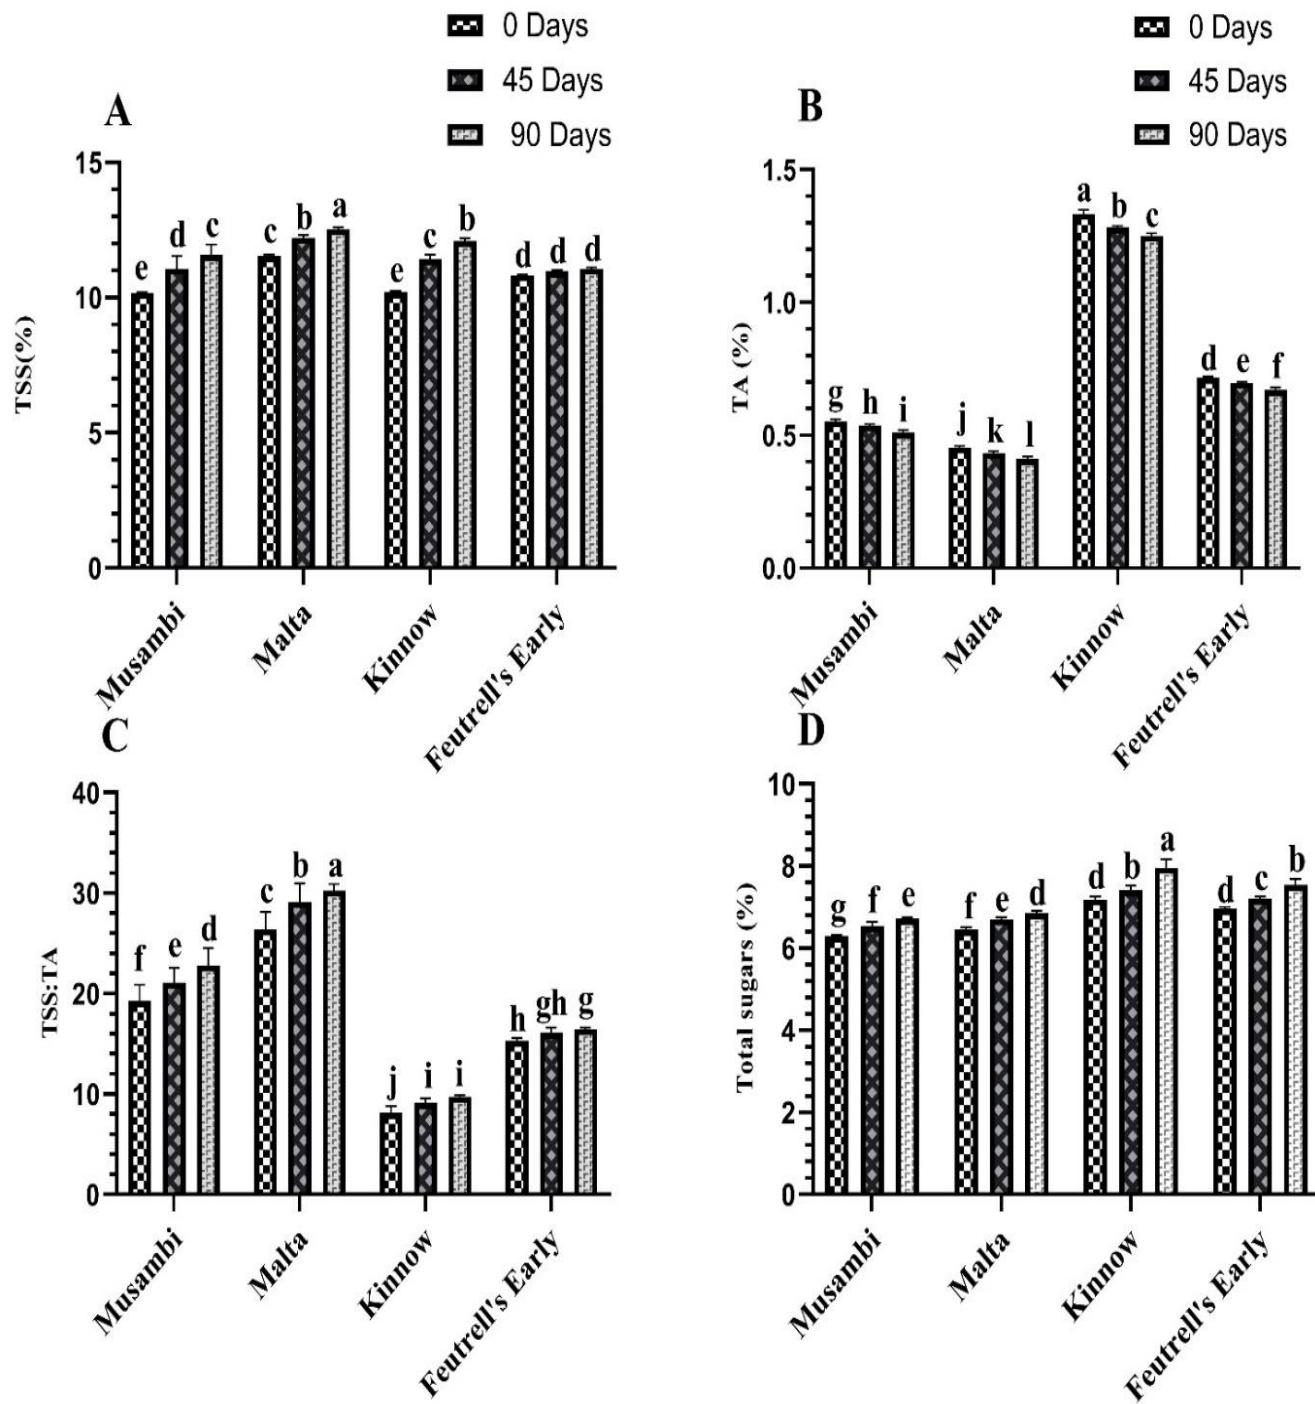 0 Days
45 Days
90 Days
A
15
10
5
0
TSS(%)
e d c c b a e c b d d d
Musambi
Malta
Kinnow
Feutrell's Early
0 Days
45 Days
90 Days
B
1.5
1.0
0.5
0.0
TA (%)
g h i j k l a b c d e f
Musambi
Malta
Kinnow
Feutrell's Early
C
40
30
20
10
0
TSS:TA
f e d c b a j i i h gh g
Musambi
Malta
Kinnow
Feutrell's Early
D
10
8
6
4
2
0
Total sugars (%)
g f e f e d d b a d c b
Musambi
Malta
Kinnow
Feutrell's Early